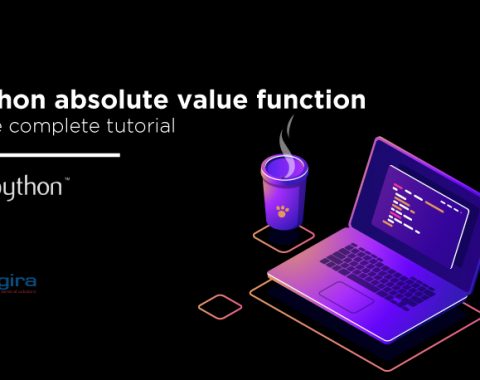 thon absolute value function
e complete tutorial
python™
gira